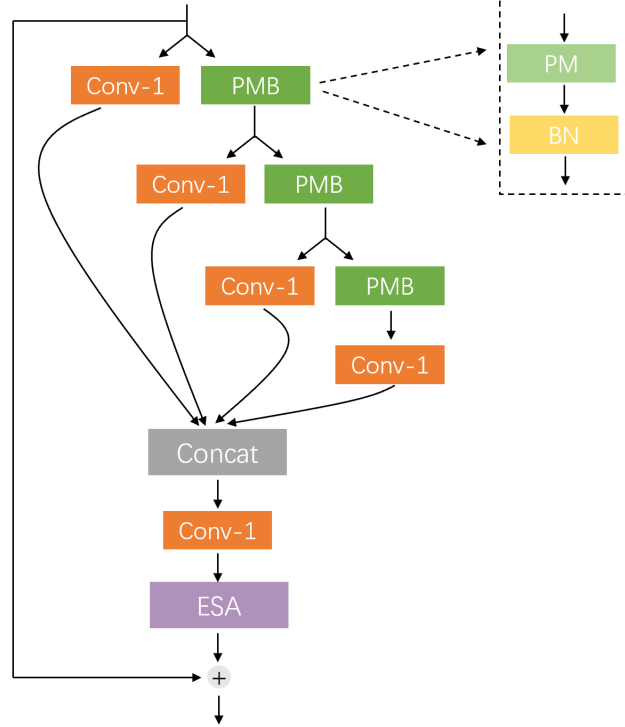 Conv-1 PMB
PM
BN
Conv-1 PMB
Conv-1 PMB
Conv-1
Concat
Conv-1
ESA
+